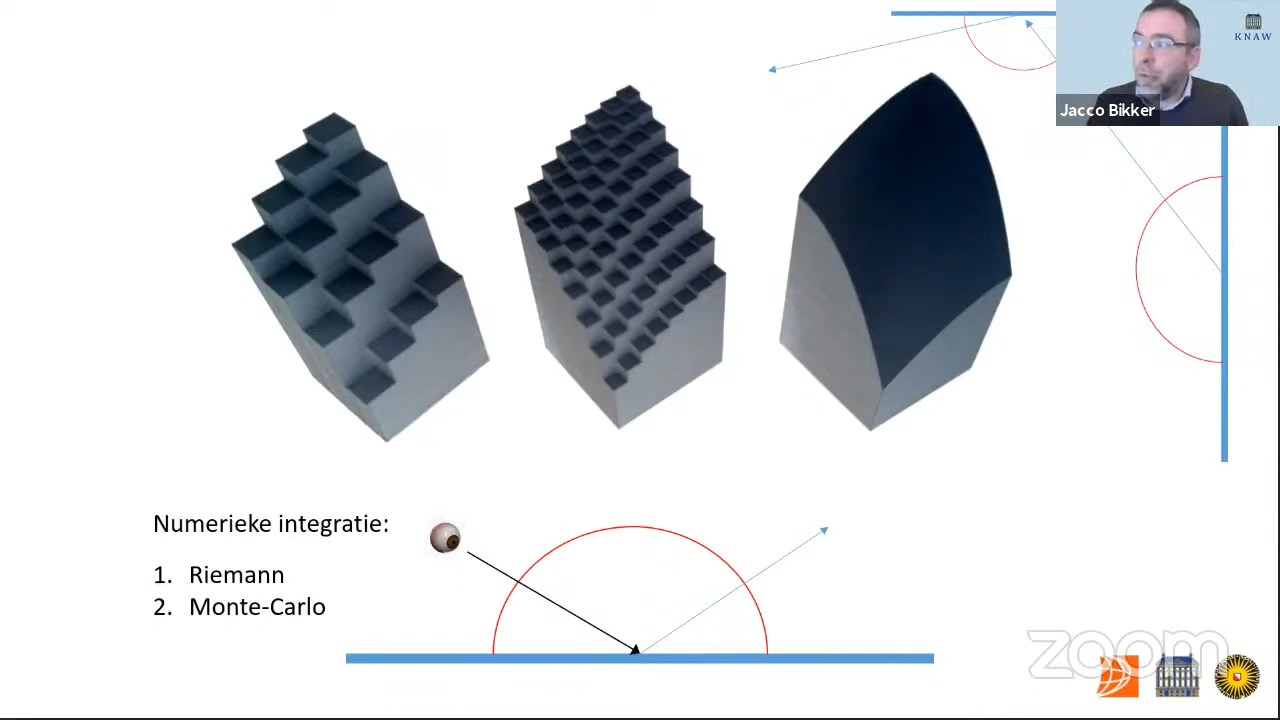 KNAW
Jacco Bikker
Numerieke integratie:
1. Riemann
2. Monte-Carlo
zoom